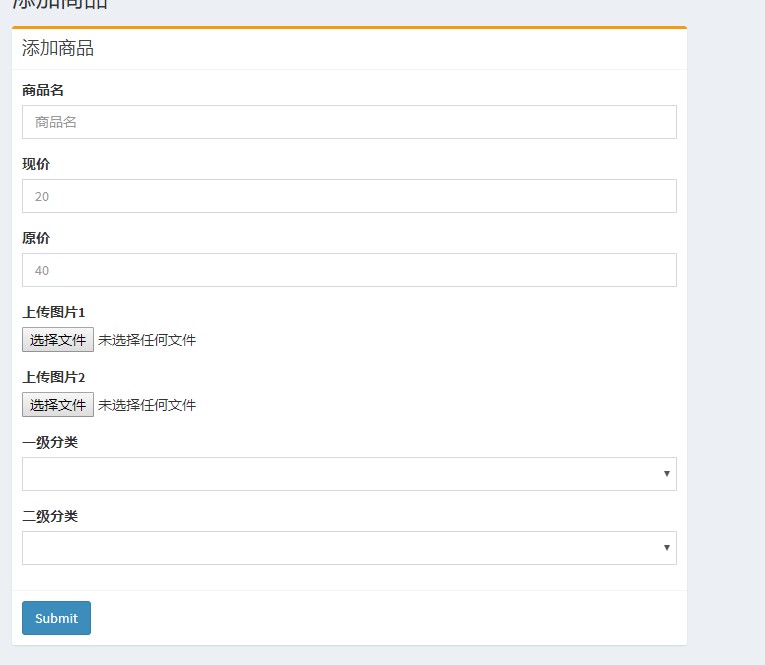 添加商品
添加商品
商品名
商品名
现价
20
原价
40
上传图片1
选择文件 未选择任何文件
上传图片2
选择文件 未选择任何文件
一级分类
二级分类
Submit